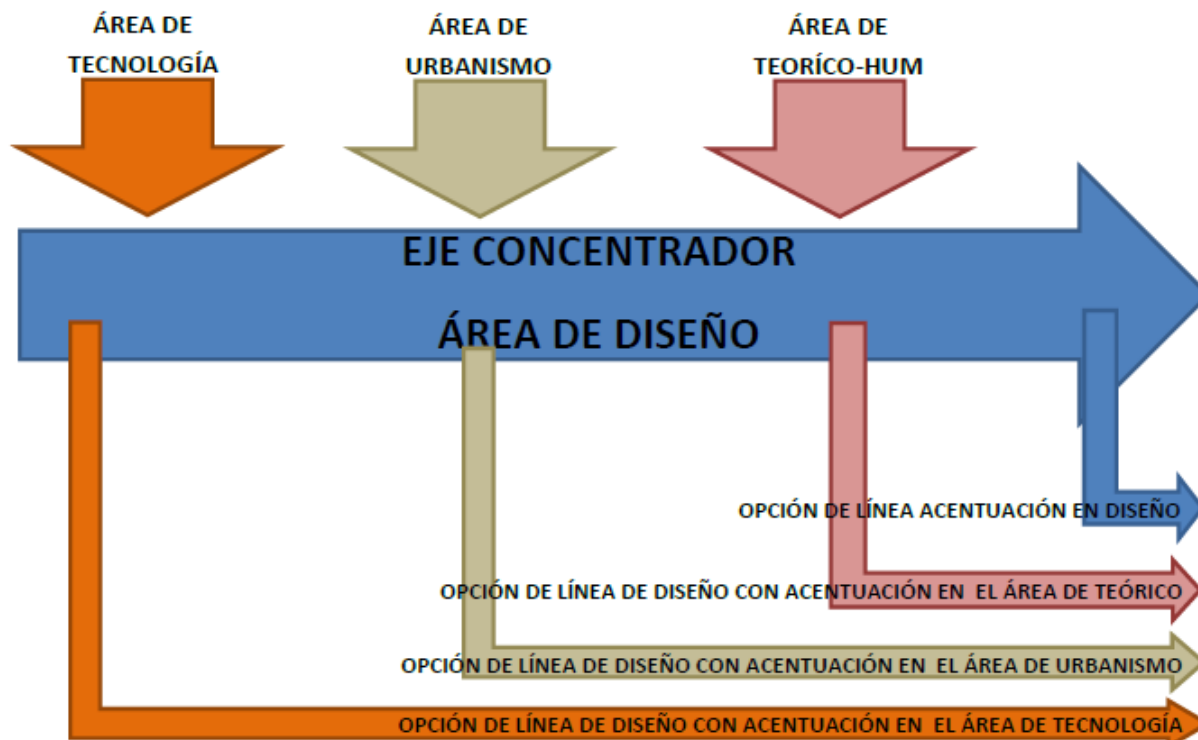 ÁREA DE
TECNOLOGÍA
ÁREA DE
URBANISMO
ÁREA DE
TEORÍCO-HUM
EJE CONCENTRADOR
ÁREA DE DISEÑO
OPCIÓN DE LÍNEA ACENTUACIÓN EN DISEÑO
OPCIÓN DE LÍNEA DE DISEÑO CON ACENTUACIÓN EN EL ÁREA DE TEÓRICO
OPCIÓN DE LÍNEA DE DISEÑO CON ACENTUACIÓN EN EL ÁREA DE URBANISMO
OPCIÓN DE LÍNEA DE DISEÑO CON ACENTUACIÓN EN EL ÁREA DE TECNOLOGÍA